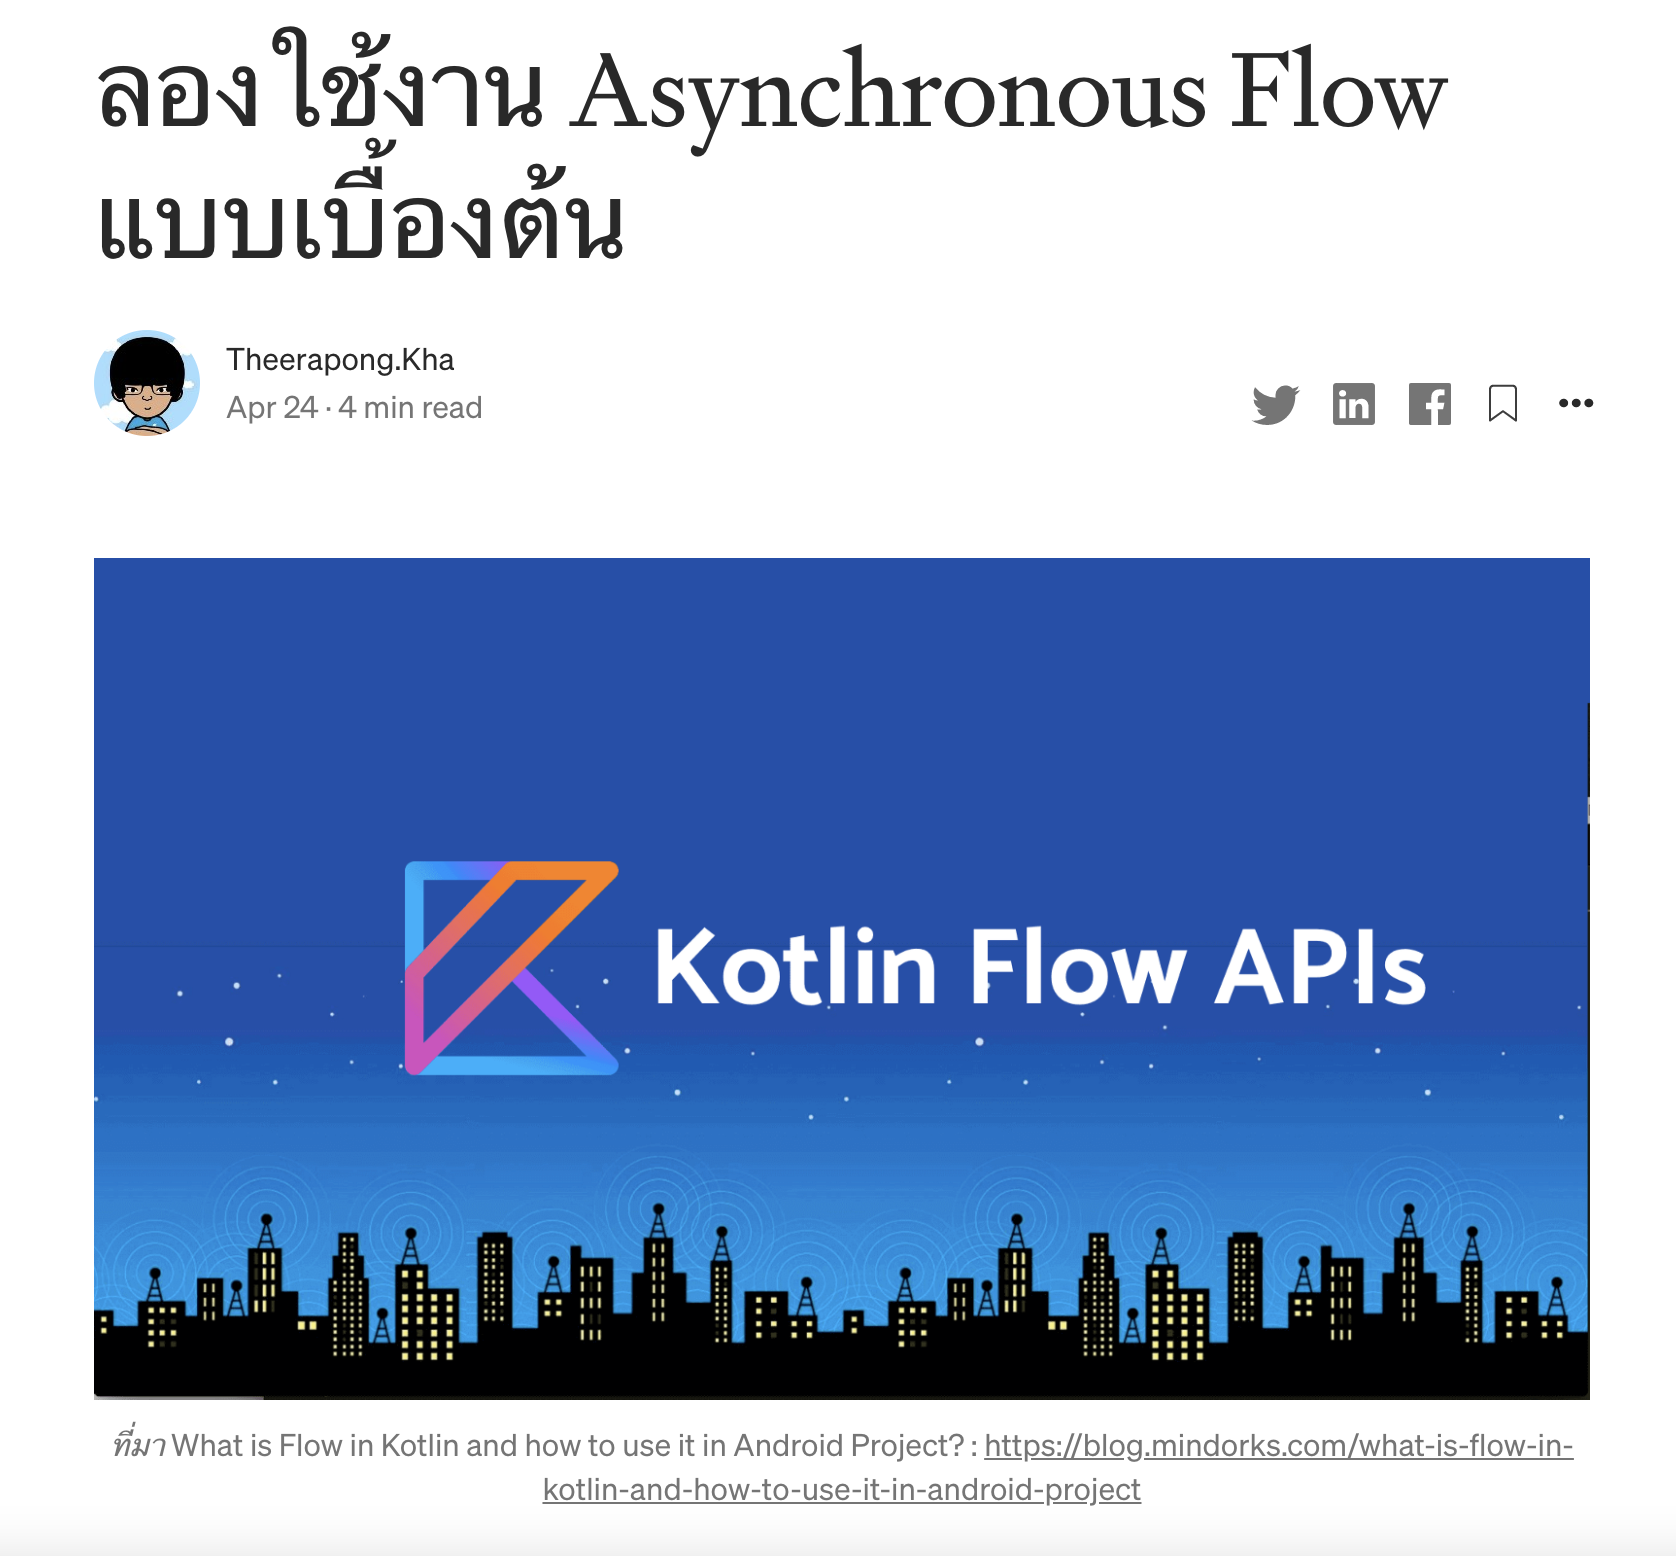 ลองใช้งาน Asynchronous Flow
แบบเบื้องต้น
Theerapong.Kha
Apr 24 · 4 min read
Kotlin Flow APIs
ที่มา What is Flow in Kotlin and how to use it in Android Project? : https://blog.mindorks.com/what-is-flow-in-
kotlin-and-how-to-use-it-in-android-project